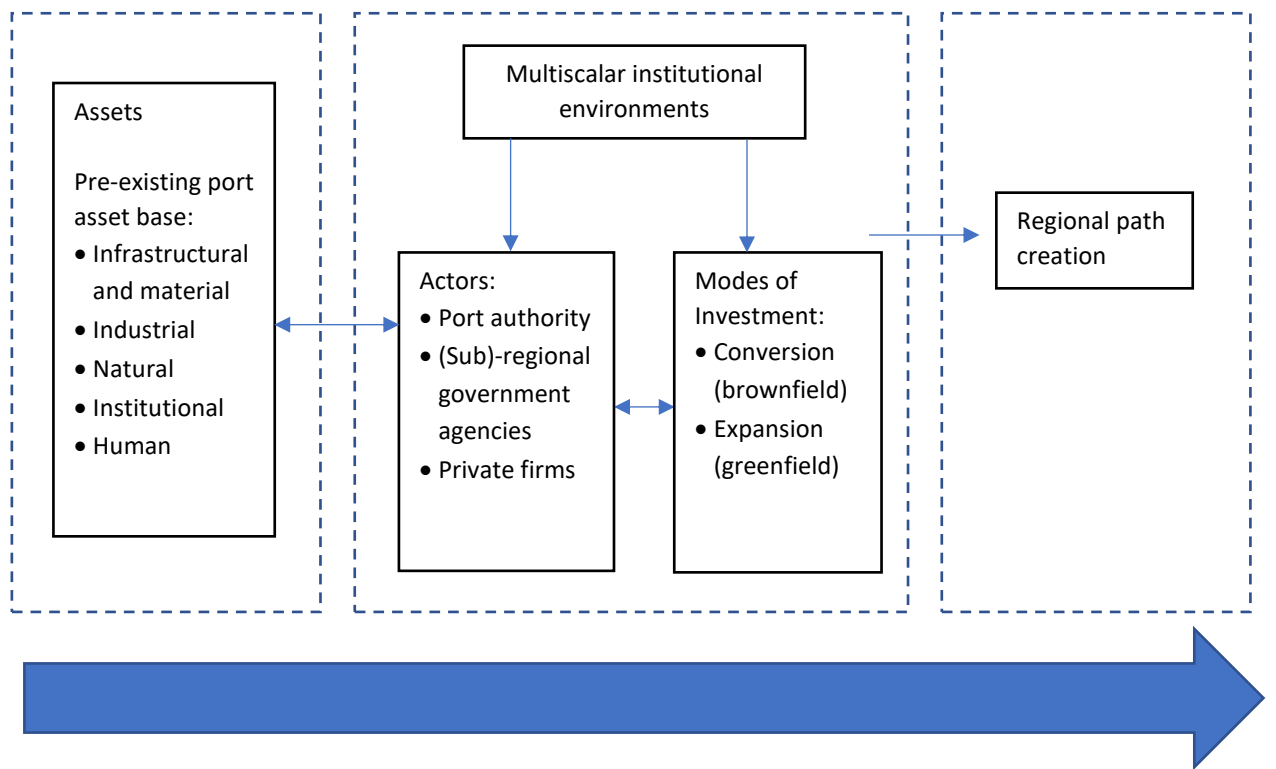 Assets
Pre-existing port
asset base:
• Infrastructural
and material
• Industrial
• Natural
• Institutional
• Human
Multiscalar institutional
environments
Actors:
• Port authority
• (Sub)-regional
government
agencies
• Private firms
Modes of
Investment:
• Conversion
(brownfield)
• Expansion
(greenfield)
Regional path
creation